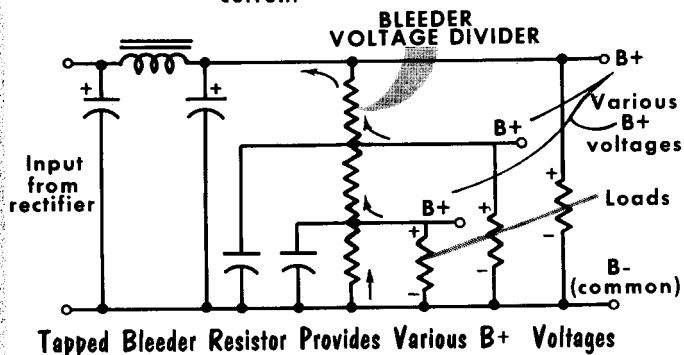 BLEEDER
VOLTAGE DIVIDER
B+
Various
B+
voltages
B+
B+
Input
from
rectifier
Loads
B-
(common)
+
+
+
-
+
-
+
-
Tapped Bleeder Resistor Provides Various B+ Voltages